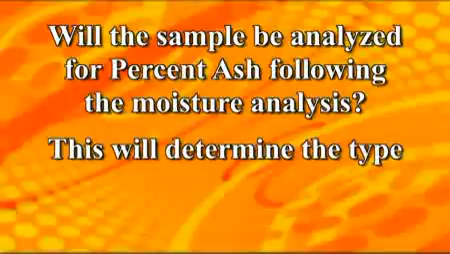 Will the sample be analyzed
for Percent Ash following
the moisture analysis?
This will determine the type